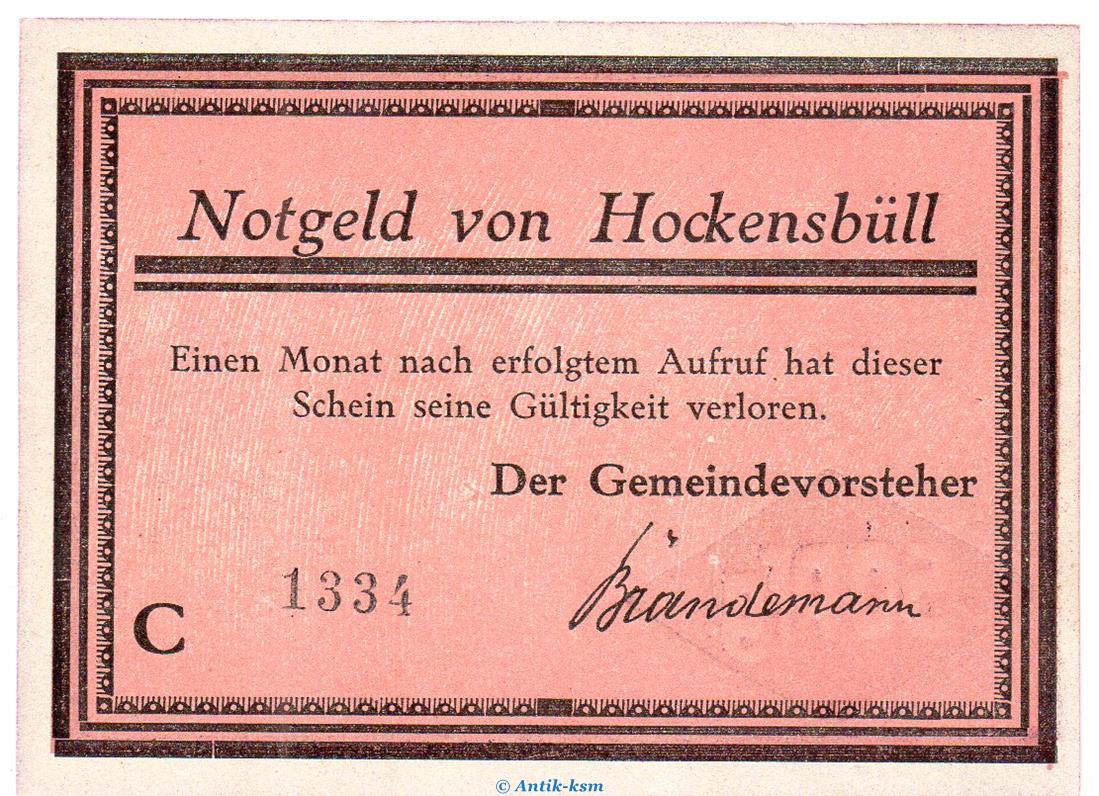 Notgeld von Hockensbüll
Einen Monat nach erfolgtem Aufruf hat dieser
Schein seine Gültigkeit verloren.
Der Gemeindevorsteher
Brandemann
1334
C
© Antik-ksm